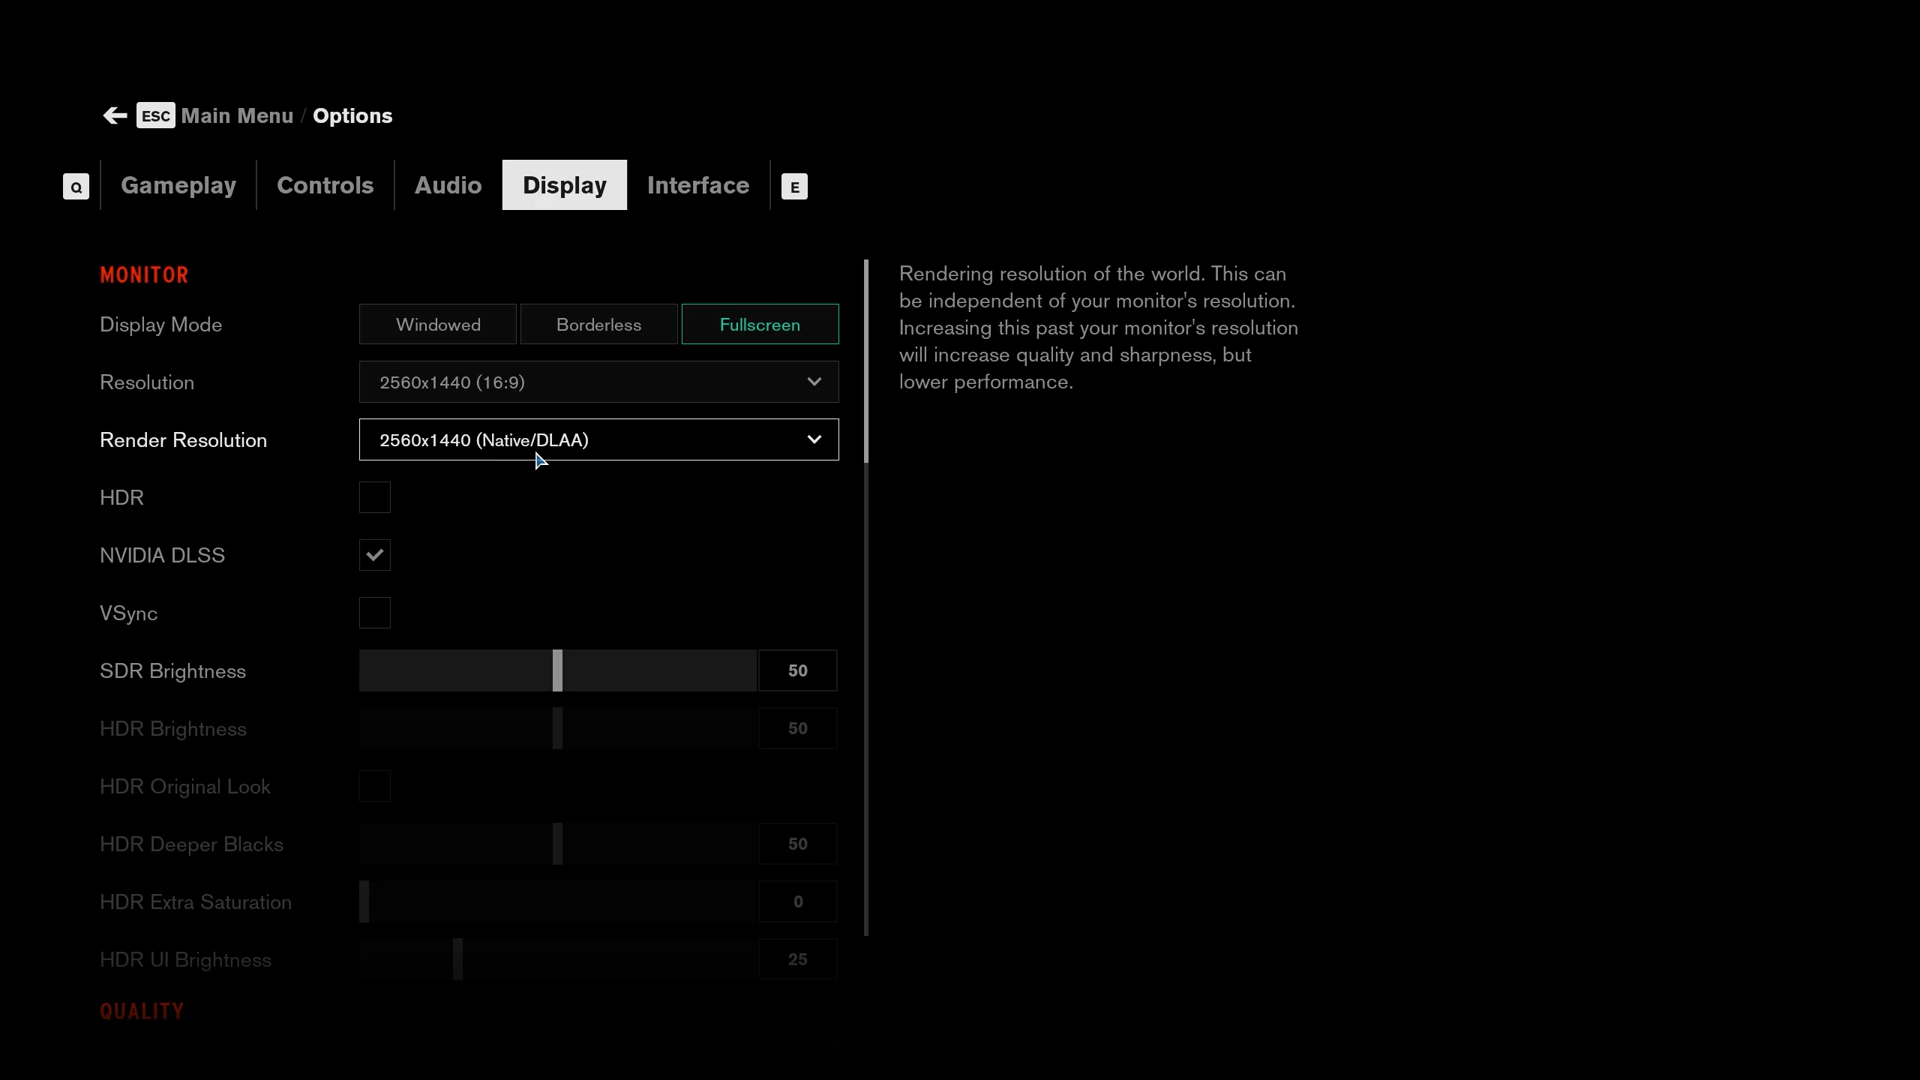 ESC Main Menu / Options
Q Gameplay Controls Audio Display Interface E
MONITOR
Display Mode Windowed Borderless Fullscreen
Resolution 2560x1440 (16:9)
Render Resolution 2560x1440 (Native/DLAA)
HDR
NVIDIA DLSS
VSync
SDR Brightness 50
HDR Brightness 50
HDR Original Look
HDR Deeper Blacks 50
HDR Extra Saturation 0
HDR UI Brightness 25
QUALITY
Rendering resolution of the world. This can
be independent of your monitor's resolution.
Increasing this past your monitor's resolution
will increase quality and sharpness, but
lower performance.